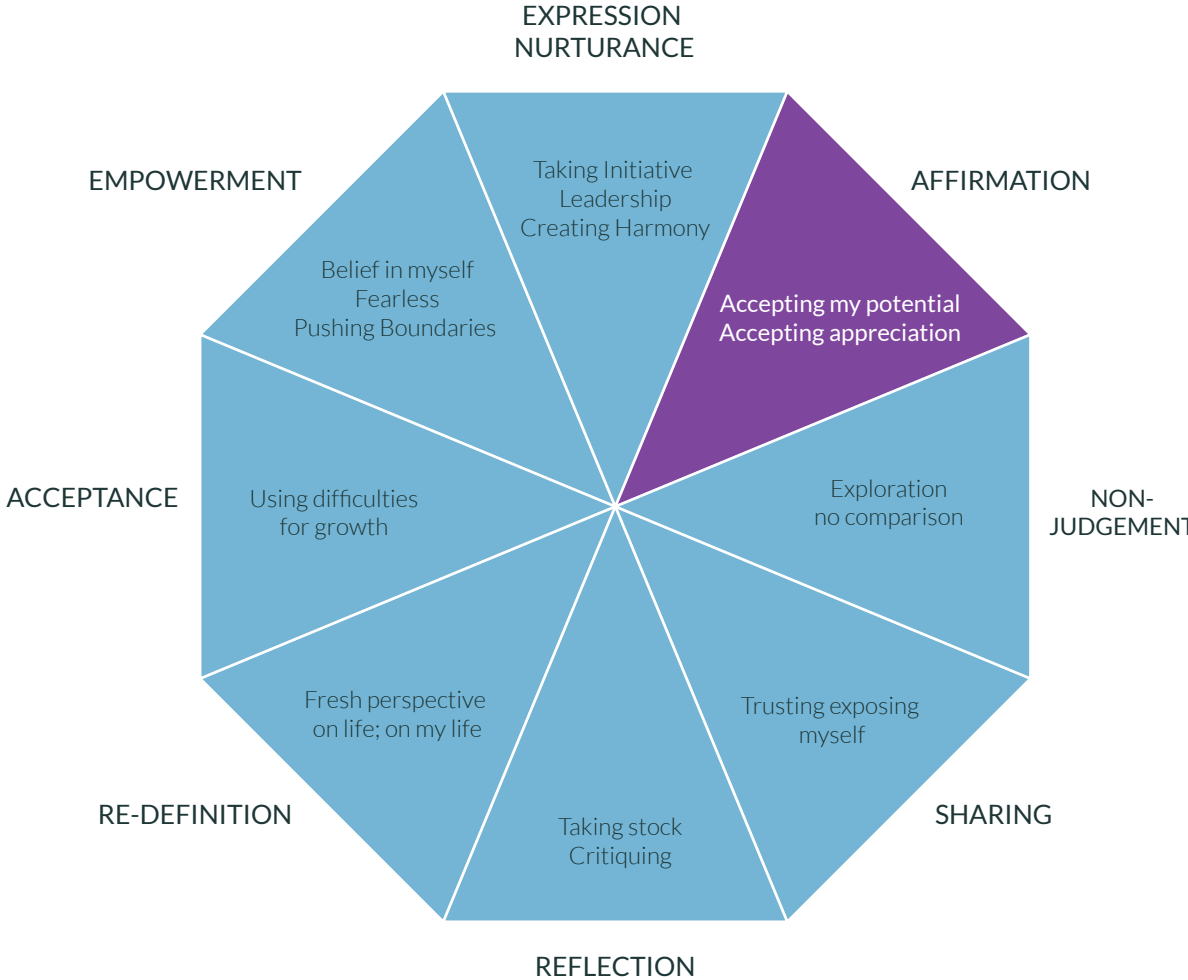 EXPRESSION
NURTURANCE
Taking Initiative
Leadership
Creating Harmony
AFFIRMATION
Accepting my potential
Accepting appreciation
NON-
JUDGEMENT
Exploration
no comparison
SHARING
Trusting exposing
myself
REFLECTION
Taking stock
Critiquing
RE-DEFINITION
Fresh perspective
on life; on my life
ACCEPTANCE
Using difficulties
for growth
EMPOWERMENT
Belief in myself
Fearless
Pushing Boundaries